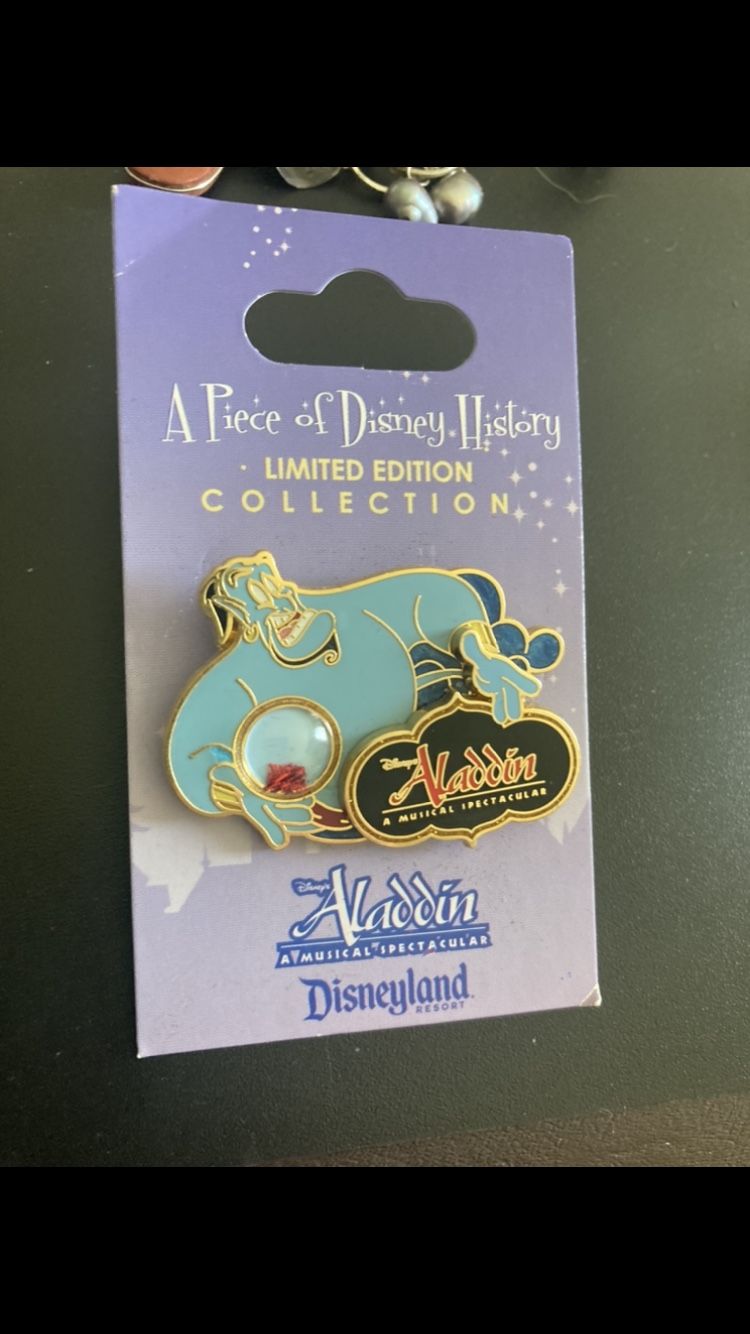 A Piece of Disney History
LIMITED EDITION
COLLECTION
Disney's
Aladdin
A MUSICAL SPECTACULAR
Disney's
Aladdin
A MUSICAL SPECTACULAR
Disneyland
RESORT